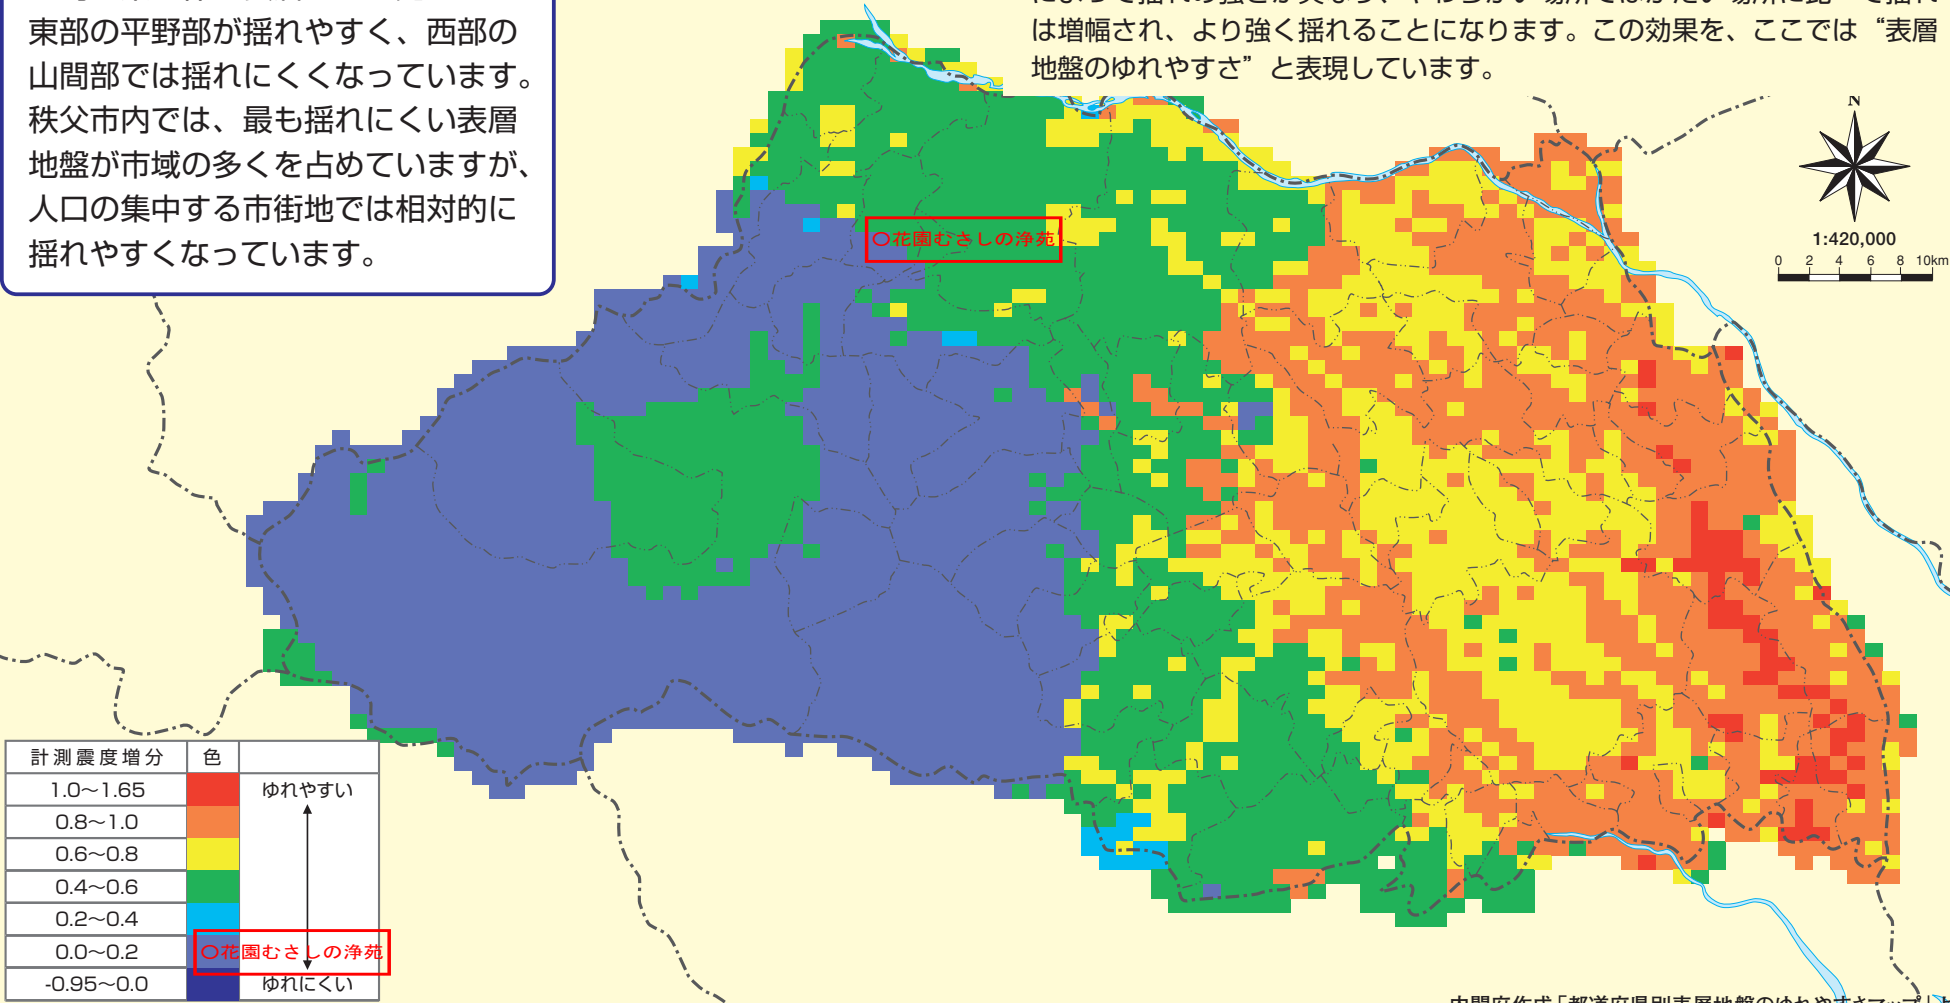 東部の平野部が揺れやすく、西部の
山間部では揺れにくくなっています。
秩父市内では、最も揺れにくい表層
地盤が市域の多くを占めていますが、
人口の集中する市街地では相対的に
揺れやすくなっています。
は増幅され、より強く揺れることになります。この効果を、ここでは“表層
地盤のゆれやすさ”と表現しています。
N
1:420,000
0 2 4 6 8 10km
〇花園むさしの浄苑
計測震度増分 色
1.0〜1.65 ゆれやすい
0.8〜1.0
0.6〜0.8
0.4〜0.6
0.2〜0.4
0.0〜0.2 〇花園むさしの浄苑
-0.95〜0.0 ゆれにくい